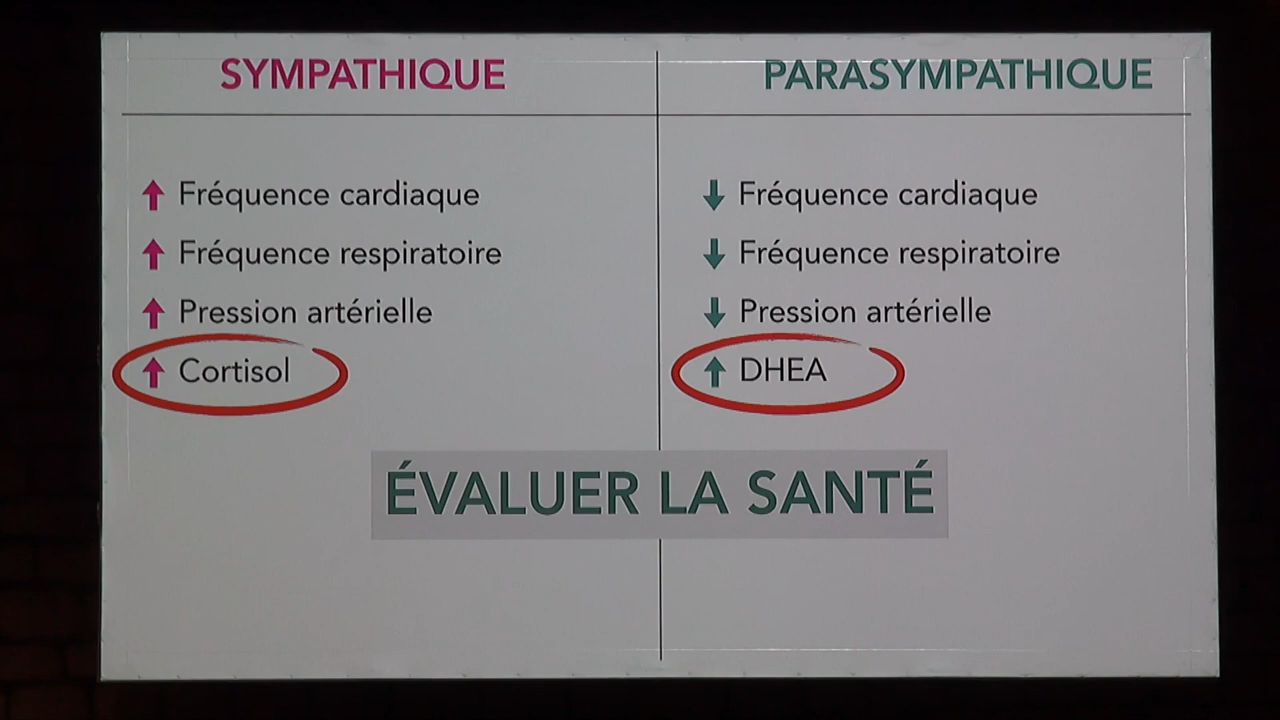 SYMPATHIQUE
↑ Fréquence cardiaque
↑ Fréquence respiratoire
↑ Pression artérielle
↑ Cortisol
PARASYMPATHIQUE
↓ Fréquence cardiaque
↓ Fréquence respiratoire
↓ Pression artérielle
↑ DHEA
ÉVALUER LA SANTÉ